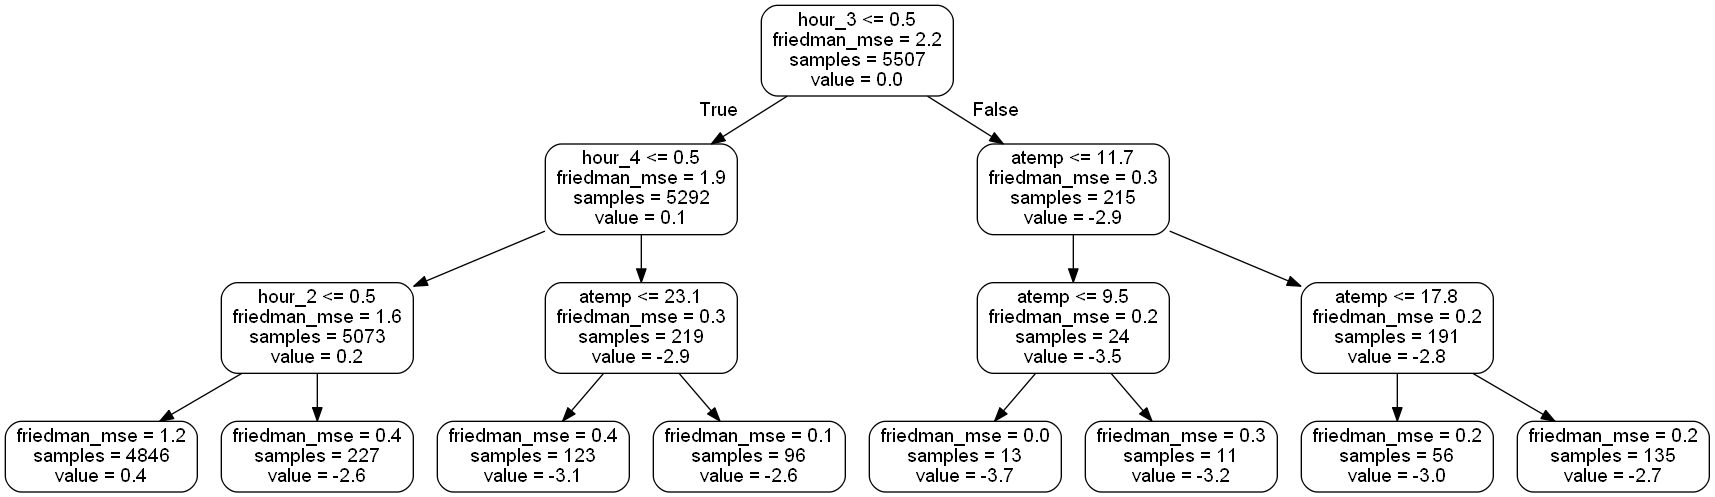 hour_3 <= 0.5
friedman_mse = 2.2
samples = 5507
value = 0.0
True
False
hour_4 <= 0.5
friedman_mse = 1.9
samples = 5292
value = 0.1
atemp <= 11.7
friedman_mse = 0.3
samples = 215
value = -2.9
hour_2 <= 0.5
friedman_mse = 1.6
samples = 5073
value = 0.2
atemp <= 23.1
friedman_mse = 0.3
samples = 219
value = -2.9
atemp <= 9.5
friedman_mse = 0.2
samples = 24
value = -3.5
atemp <= 17.8
friedman_mse = 0.2
samples = 191
value = -2.8
friedman_mse = 1.2
samples = 4846
value = 0.4
friedman_mse = 0.4
samples = 227
value = -2.6
friedman_mse = 0.4
samples = 123
value = -3.1
friedman_mse = 0.1
samples = 96
value = -2.6
friedman_mse = 0.0
samples = 13
value = -3.7
friedman_mse = 0.3
samples = 11
value = -3.2
friedman_mse = 0.2
samples = 56
value = -3.0
friedman_mse = 0.2
samples = 135
value = -2.7